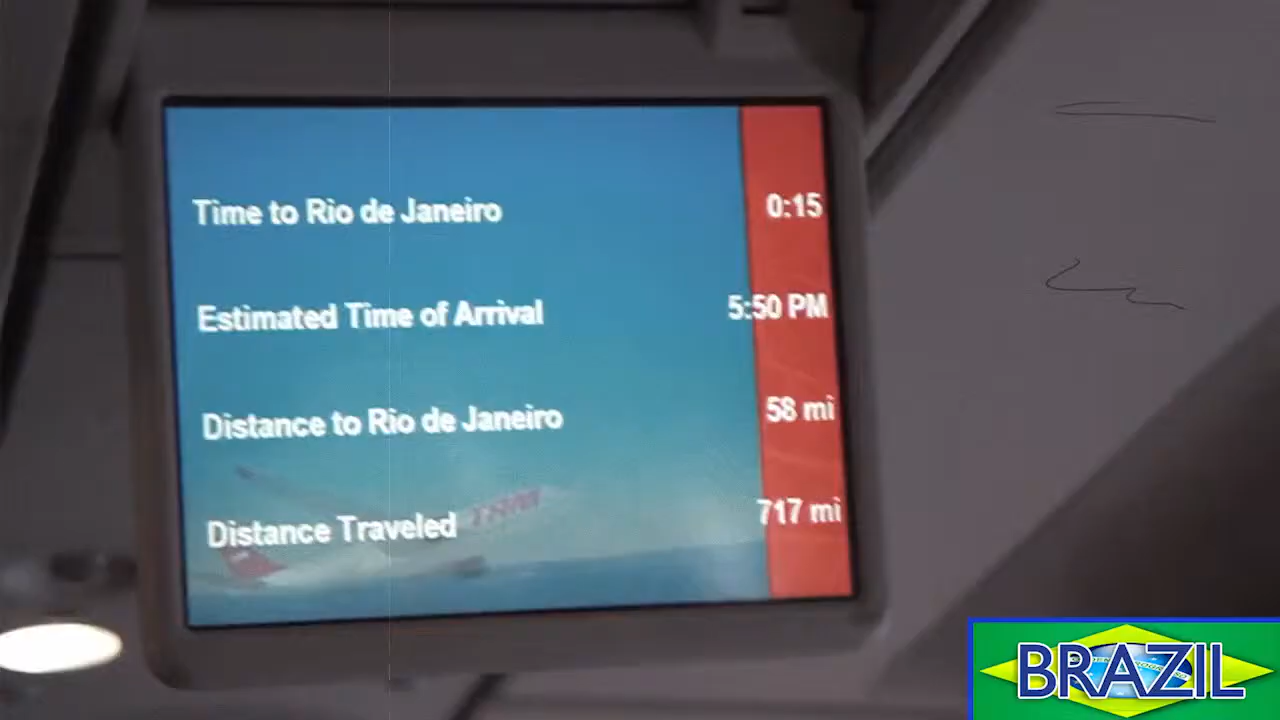 Time to Rio de Janeiro 0:15
Estimated Time of Arrival 5:50 PM
Distance to Rio de Janeiro 58 mi
Distance Traveled 717 mi
TAM
BRAZIL